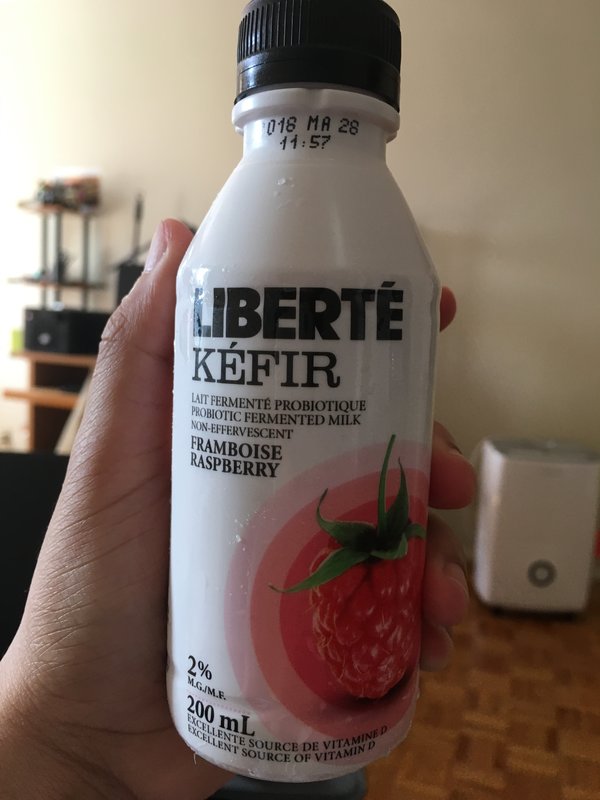 018 MA 28
11:57
LIBERTÉ
KÉFIR
LAIT FERMENTÉ PROBIOTIQUE
PROBIOTIC FERMENTED MILK
NON-EFFERVESCENT
FRAMBOISE
RASPBERRY
2%
M.G./M.F.
200 mL
EXCELLENTE SOURCE DE VITAMINE D
EXCELLENT SOURCE OF VITAMIN D